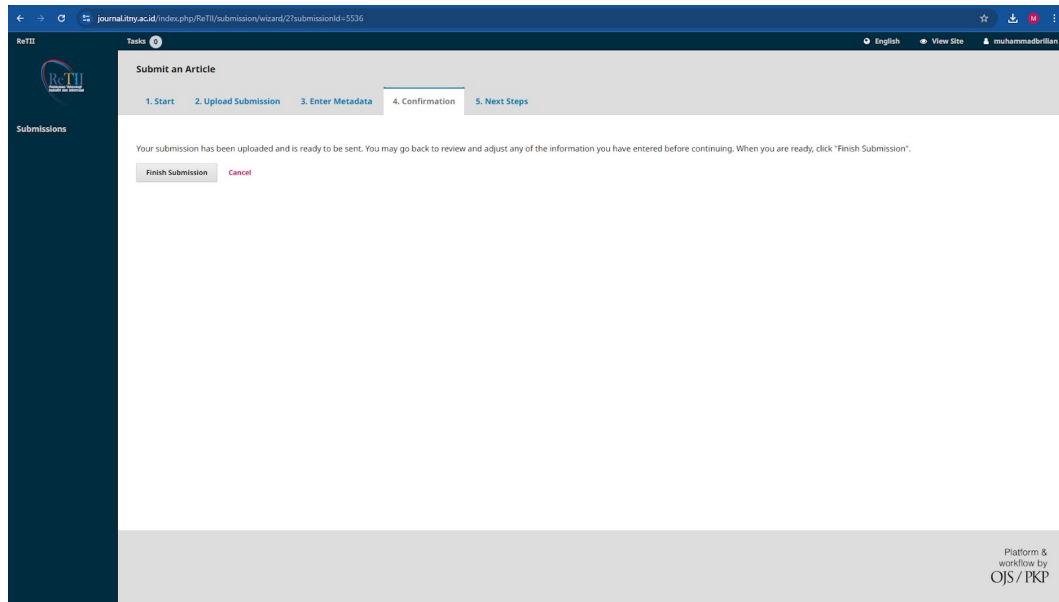 journal.itny.ac.id/index.php/ReTII/submission/wizard/2?submissionId=5536
M
ReTII
Tasks 0
English
View Site
muhammadbrilian
ReTII
Submissions
Submit an Article
1. Start
2. Upload Submission
3. Enter Metadata
4. Confirmation
5. Next Steps
Your submission has been uploaded and is ready to be sent. You may go back to review and adjust any of the information you have entered before continuing. When you are ready, click "Finish Submission".
Finish Submission
Cancel
Platform &
workflow by
OJS / PKP